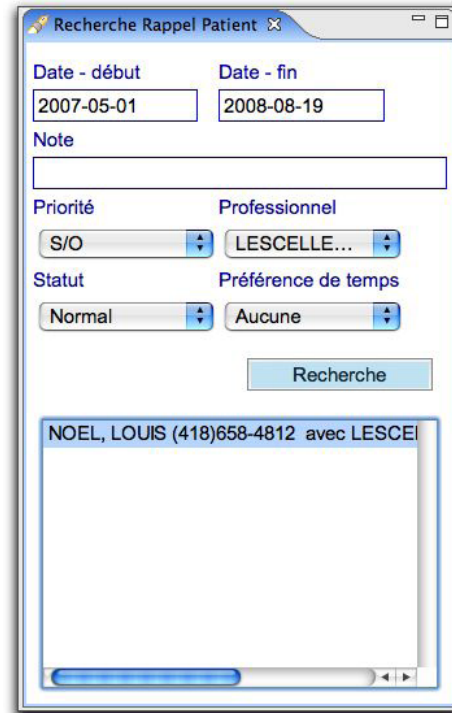 Recherche Rappel Patient
Date - début Date - fin
2007-05-01 2008-08-19
Note
Priorité Professionnel
S/O LESCELLE...
Statut Préférence de temps
Normal Aucune
Recherche
NOEL, LOUIS (418)658-4812 avec LESCEL